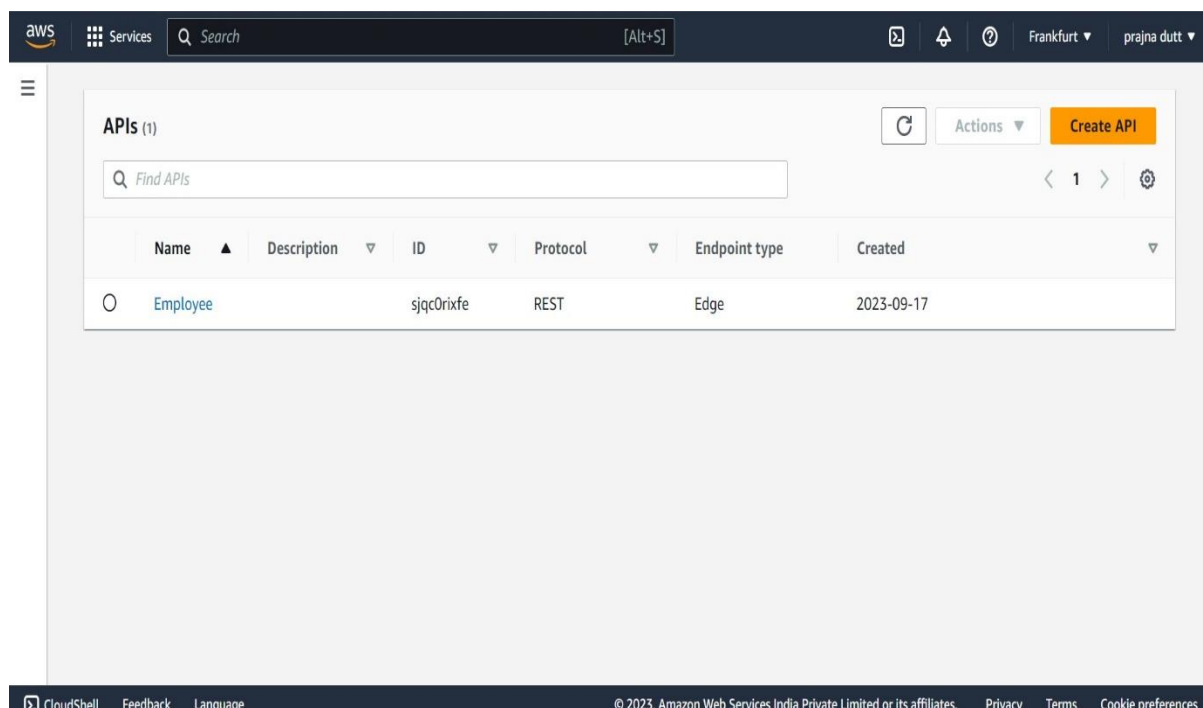 aws Services Search [Alt+S] Frankfurt ▼ prajna dutt ▼
APIs (1) Actions ▼ Create API
Find APIs 1
Name ▲ Description ID Protocol Endpoint type Created
Employee sjqc0rixfe REST Edge 2023-09-17
CloudShell Feedback Language © 2023, Amazon Web Services India Private Limited or its affiliates. Privacy Terms Cookie preferences